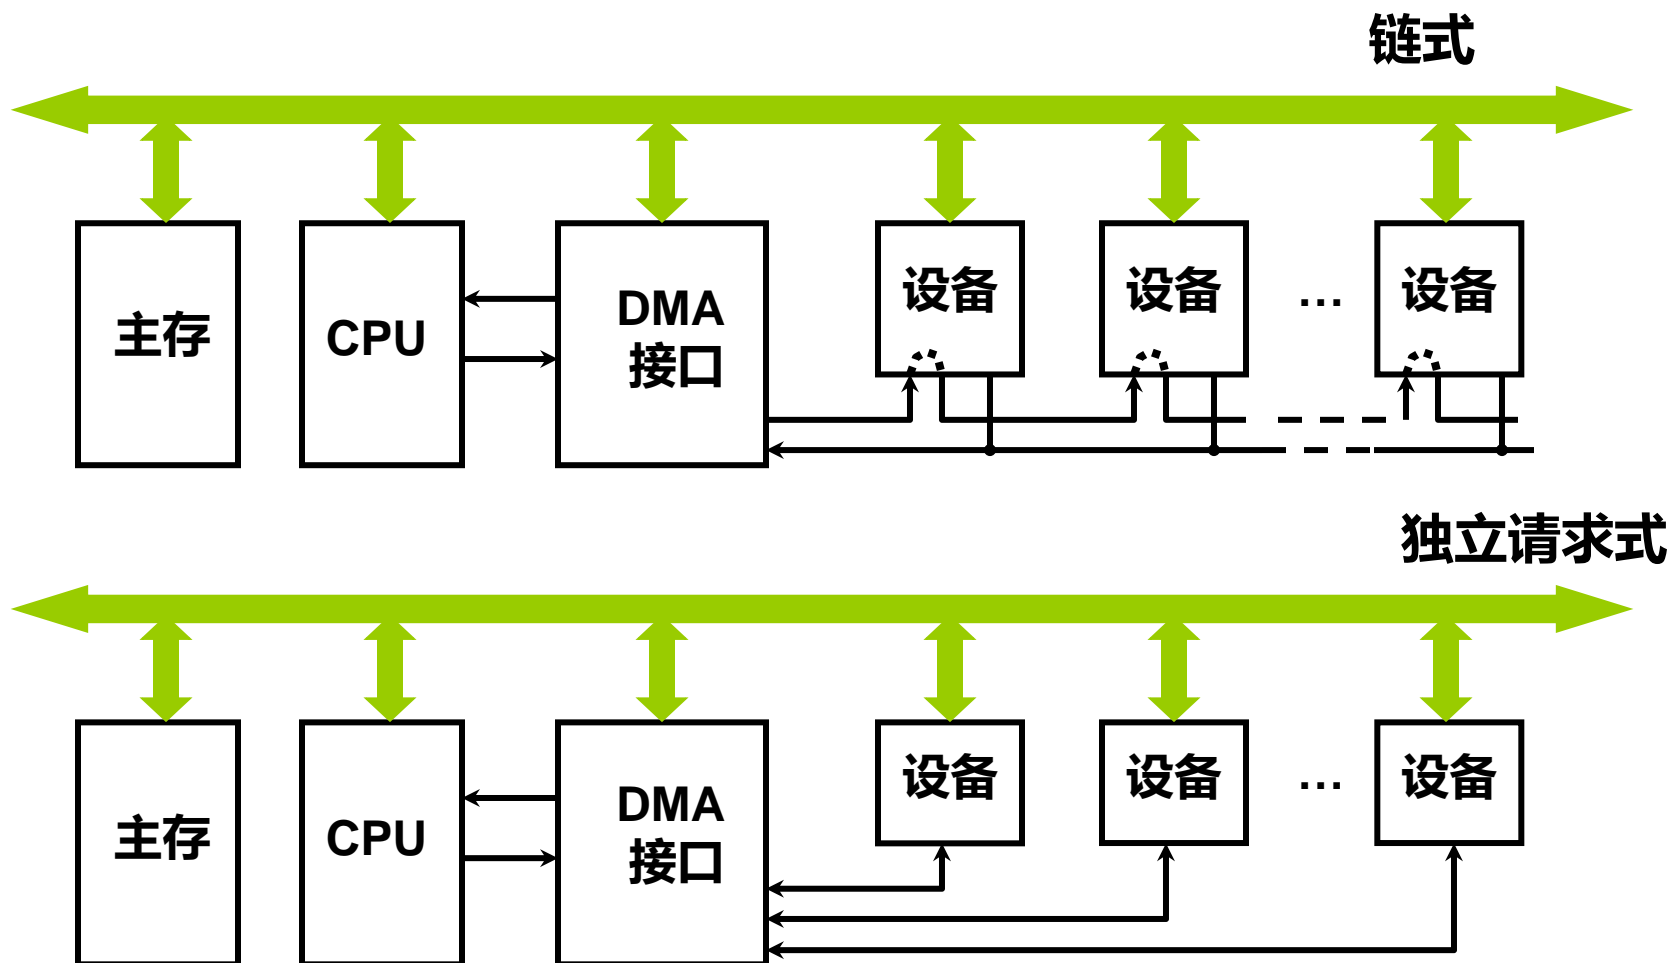 链式
主存
CPU
DMA
接口
设备
设备
…
设备
独立请求式
主存
CPU
DMA
接口
设备
设备
…
设备